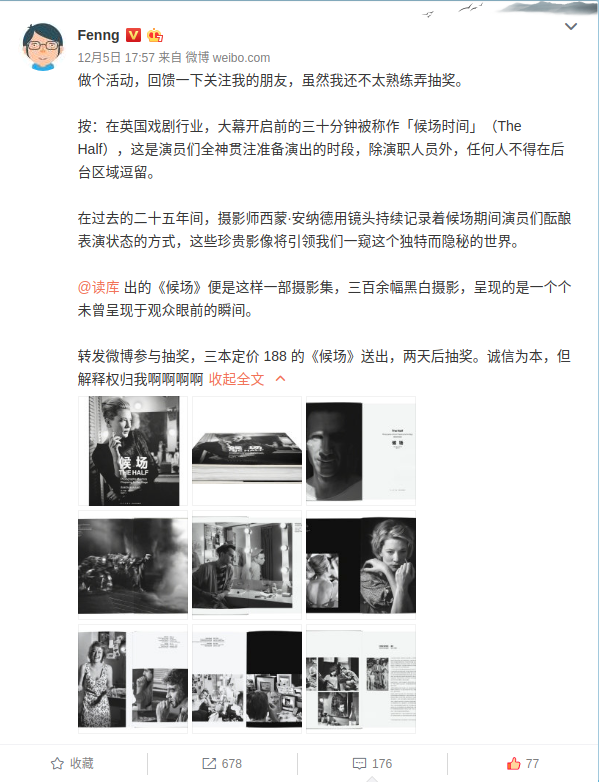 Fenng
12月5日 17:57 来自 微博 weibo.com
做个活动，回馈一下关注我的朋友，虽然我还不太熟练弄抽奖。
按：在英国戏剧行业，大幕开启前的三十分钟被称作「候场时间」（The
Half），这是演员们全神贯注准备演出的时段，除演职人员外，任何人不得在后
台区域逗留。
在过去的二十五年间，摄影师西蒙·安纳德用镜头持续记录着候场期间演员们酝酿
表演状态的方式，这些珍贵影像将引领我们一窥这个独特而隐秘的世界。
@读库 出的《候场》便是这样一部摄影集，三百余幅黑白摄影，呈现的是一个个
未曾呈现于观众眼前的瞬间。
转发微博参与抽奖，三本定价 188 的《候场》送出，两天后抽奖。诚信为本，但
解释权归我啊啊啊啊 收起全文
候场
THE HALF
The Half
候场
收藏
678
176
77